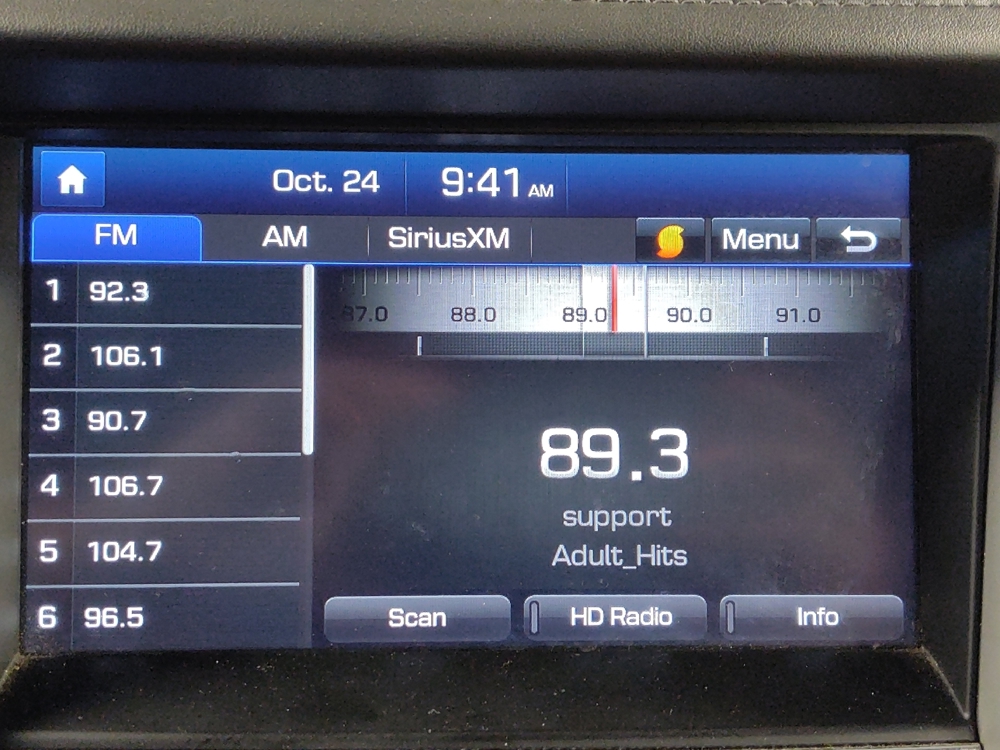 Oct. 24 9:41 AM
FM AM SiriusXM Menu
87.0 88.0 89.0 90.0 91.0
1 92.3
2 106.1
3 90.7
4 106.7
5 104.7
6 96.5
89.3
support
Adult_Hits
Scan HD Radio Info